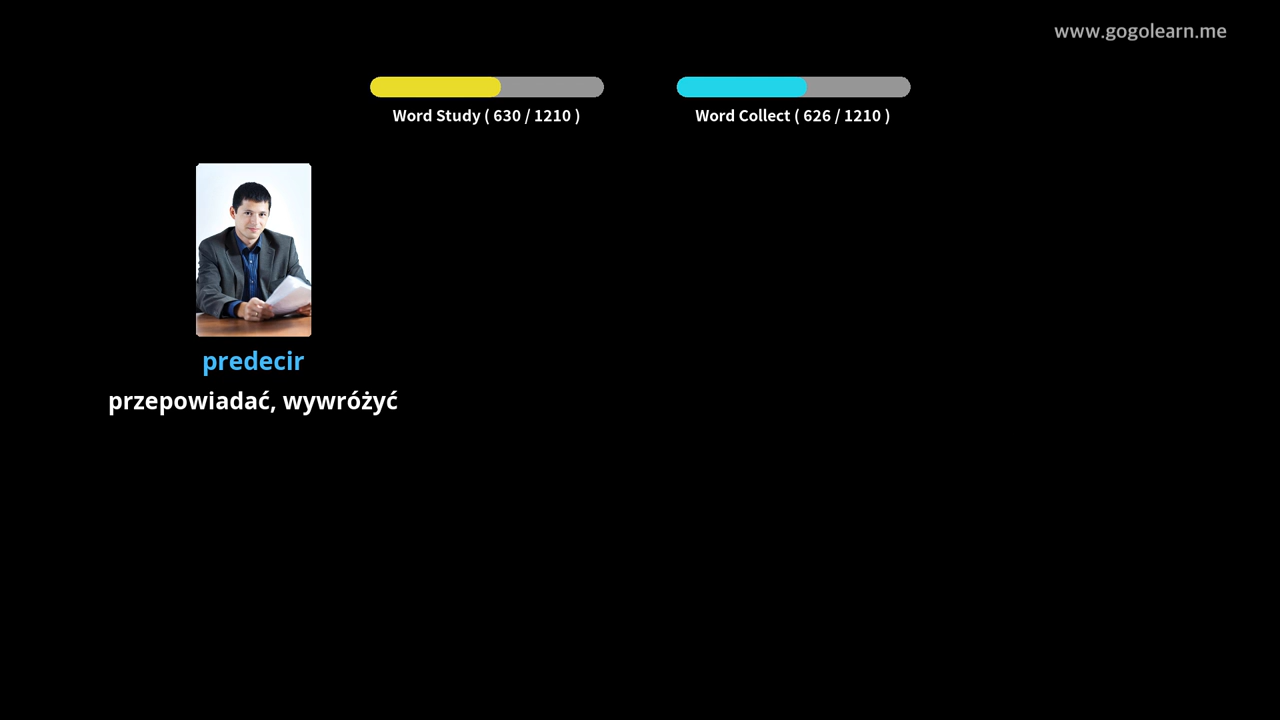 www.gogolearn.me
Word Study ( 630 / 1210 )
Word Collect ( 626 / 1210 )
predecir
przepowiadać, wywróżyć